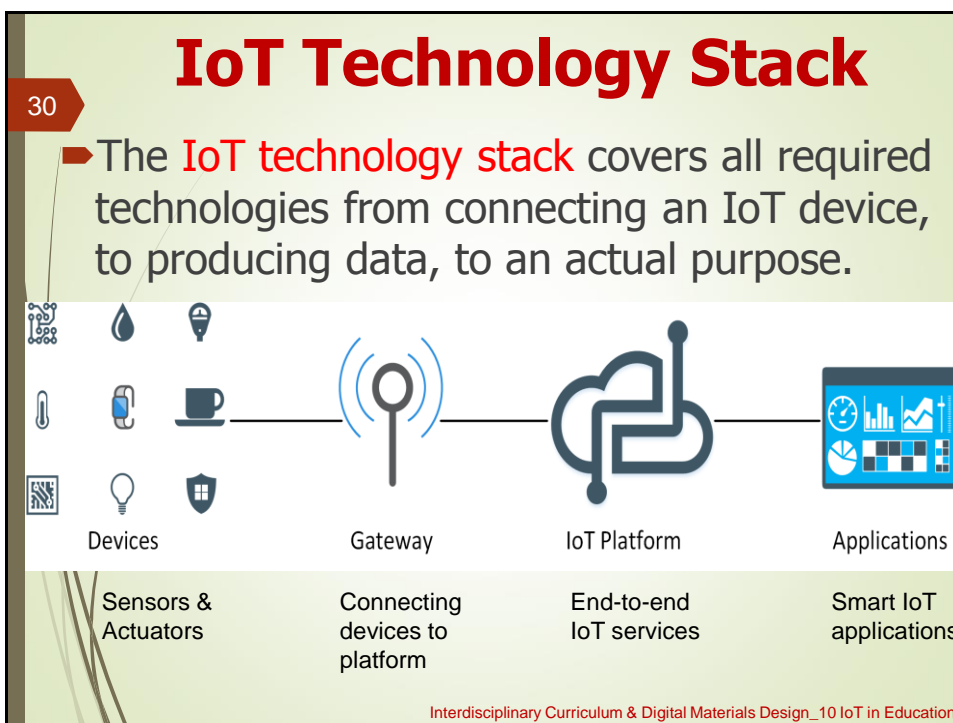 IoT Technology Stack
30
The IoT technology stack covers all required
technologies from connecting an IoT device,
to producing data, to an actual purpose.
Devices
Gateway
IoT Platform
Applications
Sensors &
Actuators
Connecting
devices to
platform
End-to-end
IoT services
Smart IoT
applications
Interdisciplinary Curriculum & Digital Materials Design_10 IoT in Education